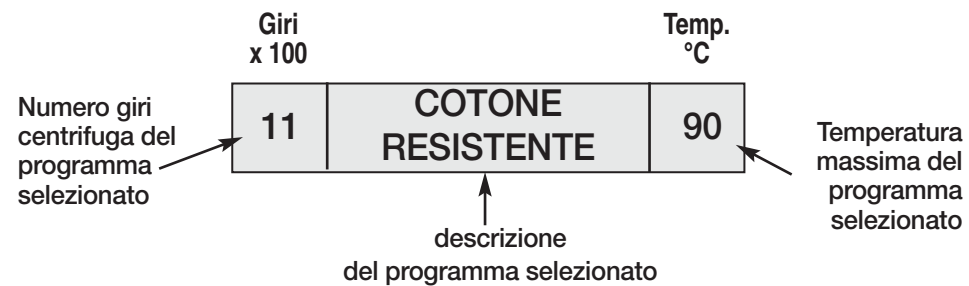 Giri
x 100
Temp.
°C
Numero giri
centrifuga del
programma
selezionato
11
COTONE
RESISTENTE
90
Temperatura
massima del
programma
selezionato
descrizione
del programma selezionato